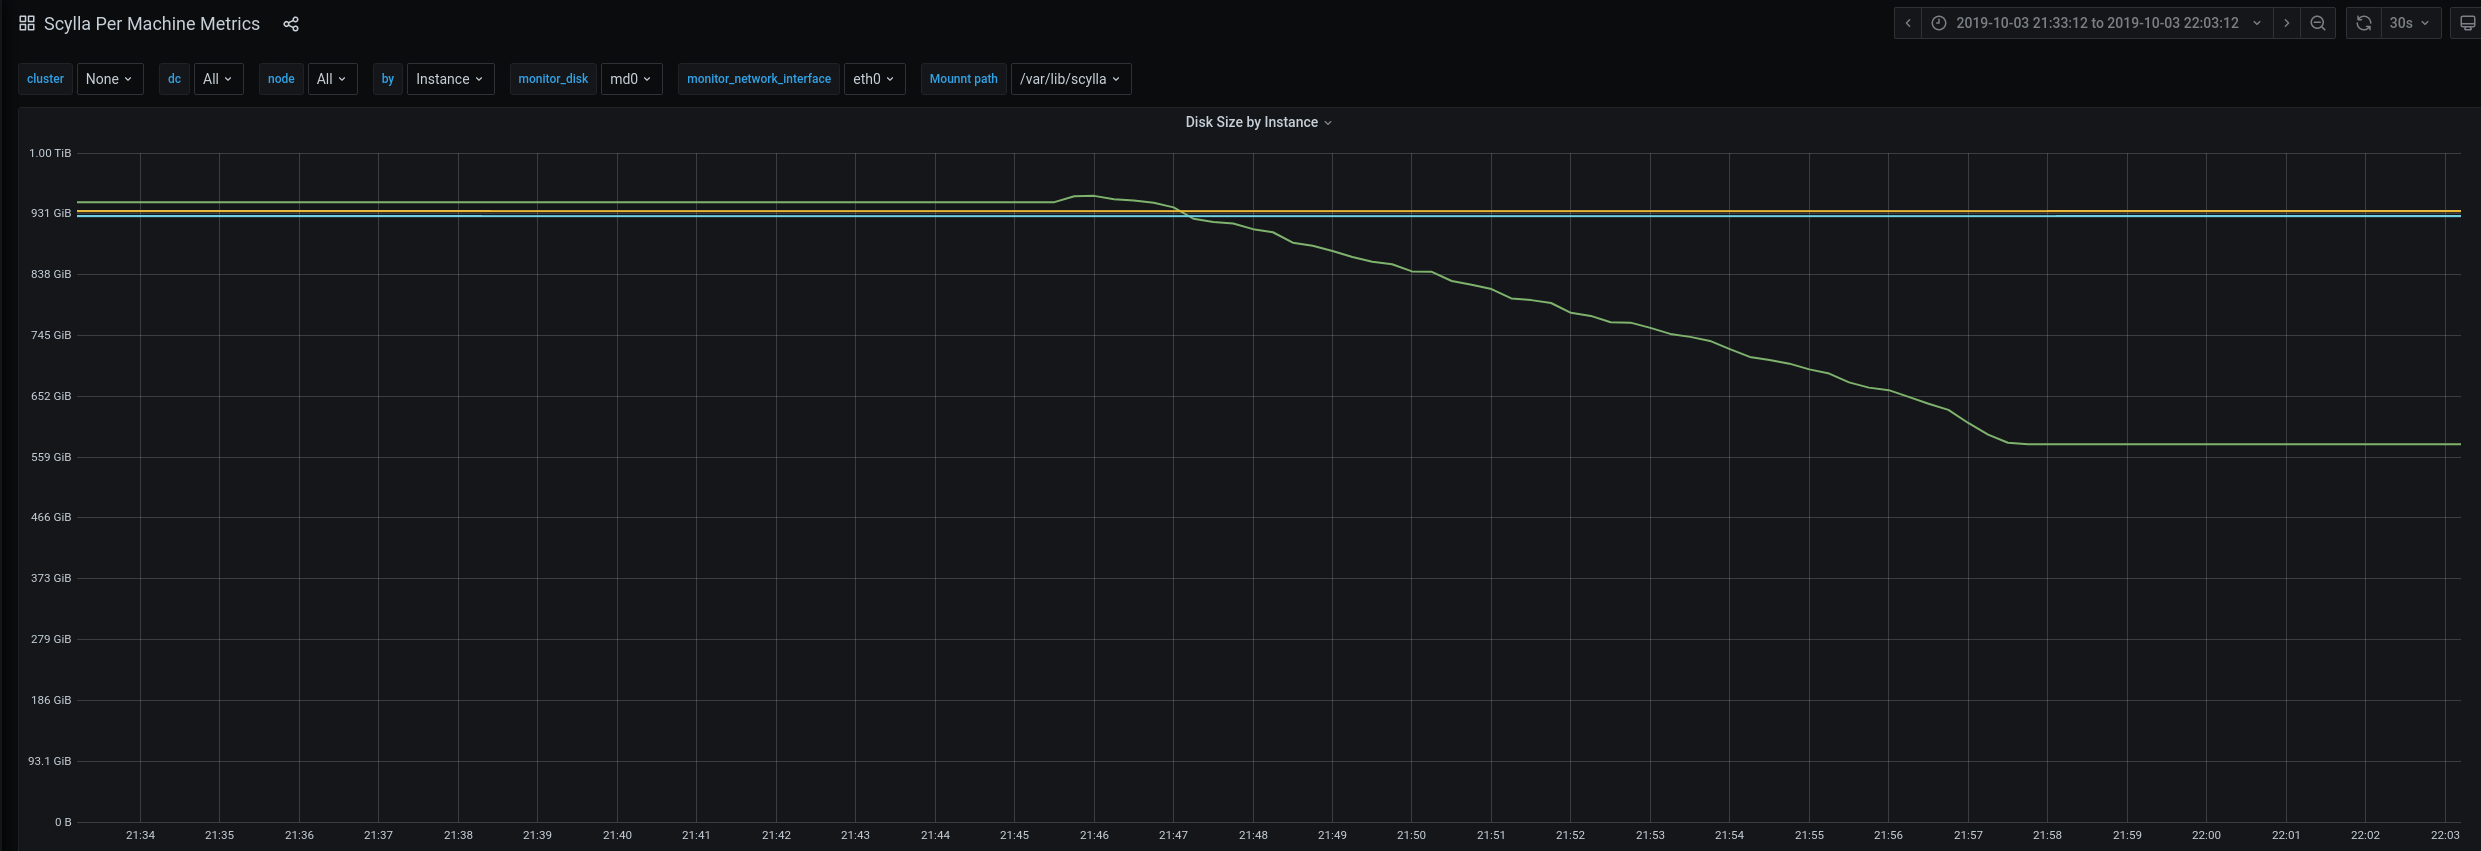 Scylla Per Machine Metrics
2019-10-03 21:33:12 to 2019-10-03 22:03:12
30s
cluster None dc All node All by Instance monitor_disk md0 monitor_network_interface eth0 Mounnt path /var/lib/scylla
Disk Size by Instance
1.00 TiB
931 GiB
838 GiB
745 GiB
652 GiB
559 GiB
466 GiB
373 GiB
279 GiB
186 GiB
93.1 GiB
0 B
21:34 21:35 21:36 21:37 21:38 21:39 21:40 21:41 21:42 21:43 21:44 21:45 21:46 21:47 21:48 21:49 21:50 21:51 21:52 21:53 21:54 21:55 21:56 21:57 21:58 21:59 22:00 22:01 22:02 22:03